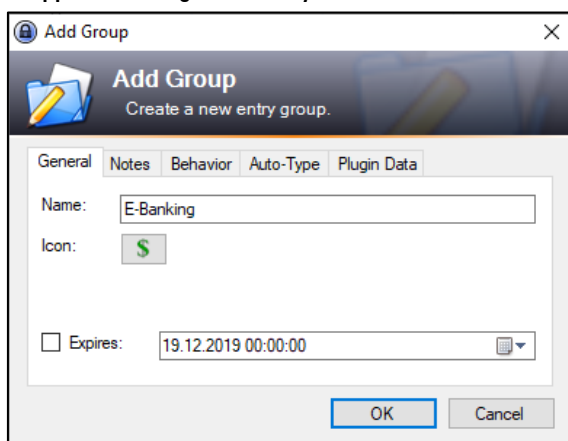 Add Group
Add Group
Create a new entry group.
General Notes Behavior Auto-Type Plugin Data
Name: E-Banking
Icon: $
Expires: 19.12.2019 00:00:00
OK Cancel